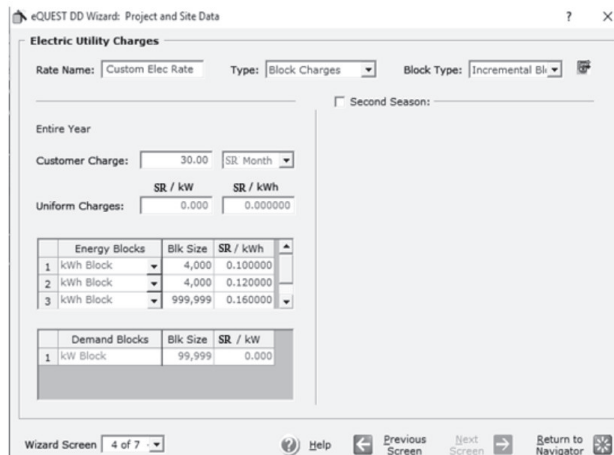 eQUEST DD Wizard: Project and Site Data ? X
Electric Utility Charges
Rate Name: Custom Elec Rate Type: Block Charges Block Type: Incremental Blo
Second Season:
Entire Year
Customer Charge: 30.00 SR Month
SR / kW SR / kWh
Uniform Charges: 0.000 0.000000
Energy Blocks Blk Size SR / kWh
1 kWh Block 4,000 0.100000
2 kWh Block 4,000 0.120000
3 kWh Block 999,999 0.160000
Demand Blocks Blk Size SR / kW
1 kW Block 99,999 0.000
Wizard Screen 4 of 7 ? Help Previous Screen Next Screen Return to Navigator